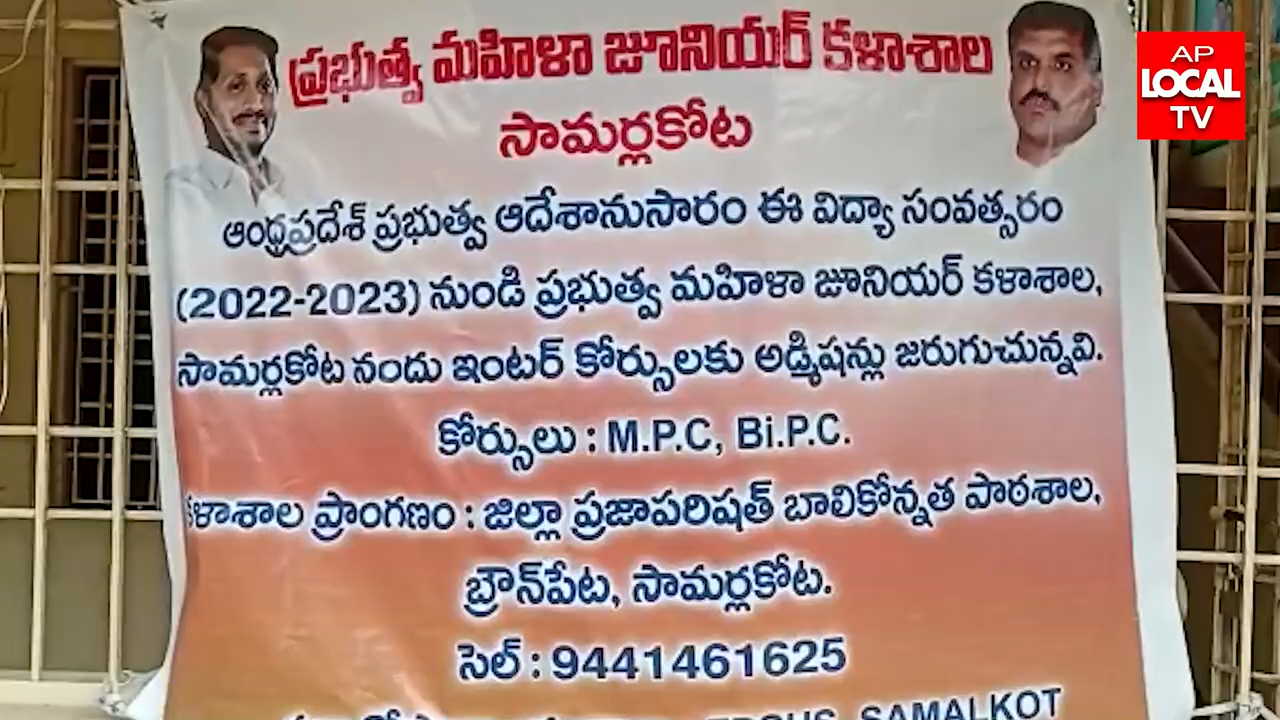 ప్రభుత్వ మహిళా జూనియర్ కళాశాల
సామర్లకోట
ఆంధ్రప్రదేశ్ ప్రభుత్వ ఆదేశానుసారం ఈ విద్యా సంవత్సరం
(2022-2023) నుండి ప్రభుత్వ మహిళా జూనియర్ కళాశాల,
సామర్లకోట నందు ఇంటర్ కోర్సులకు అడ్మిషన్లు జరుగుచున్నవి.
కోర్సులు : M.P.C, Bi.P.C.
కళాశాల ప్రాంగణం : జిల్లా ప్రజాపరిషత్ బాలికోన్నత పాఠశాల,
బ్రౌన్‌పేట, సామర్లకోట.
సెల్ : 9441461625
SAMALKOT
AP
LOCAL
TV